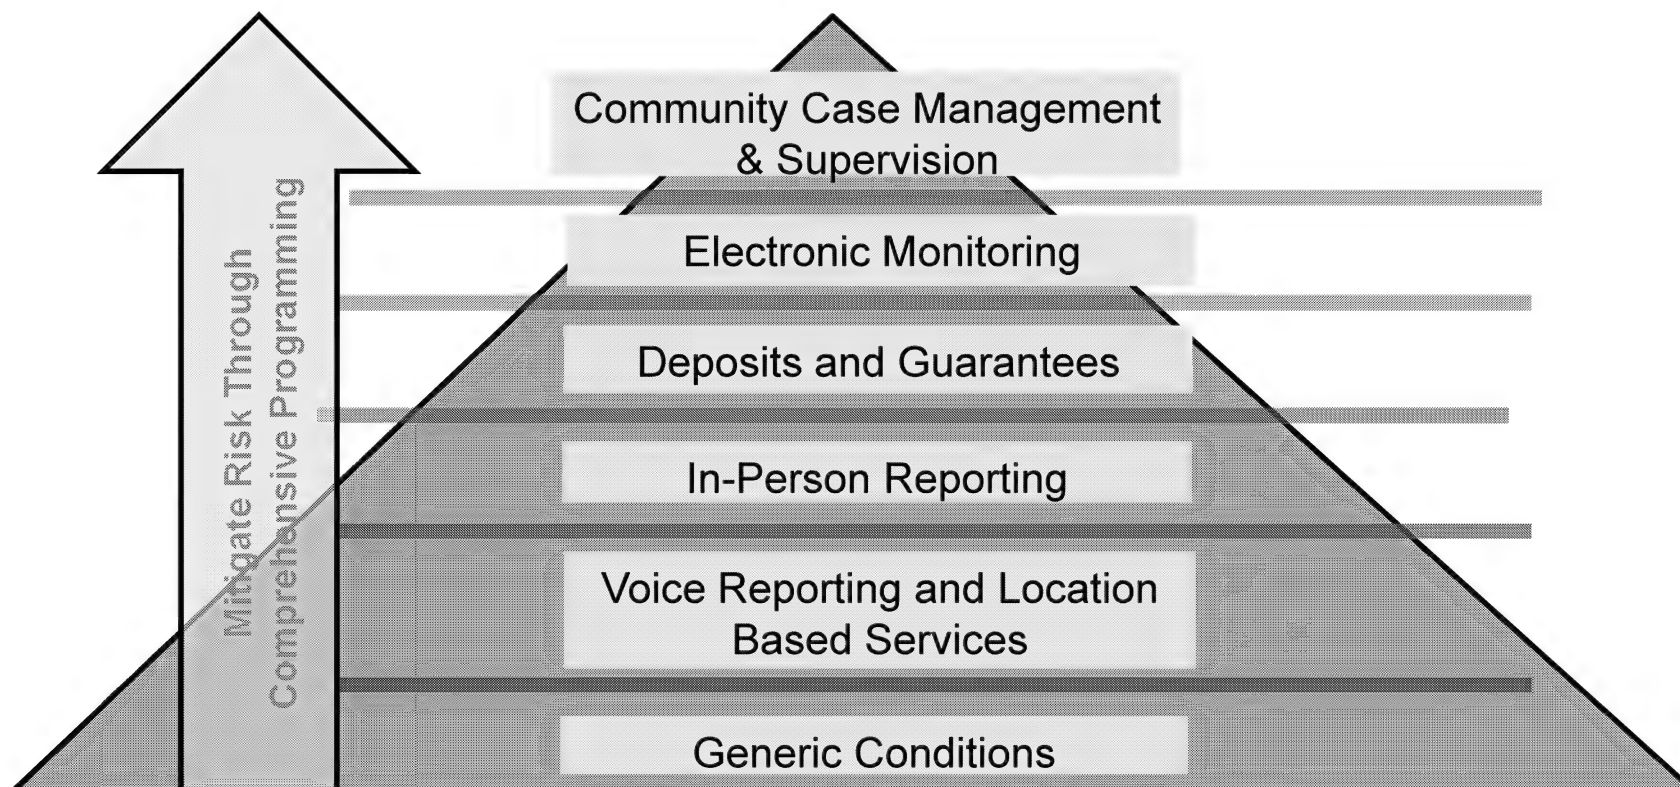 Community Case Management
& Supervision
Electronic Monitoring
Deposits and Guarantees
In-Person Reporting
Voice Reporting and Location
Based Services
Generic Conditions
Mitigate Risk Through
Comprehensive Programming